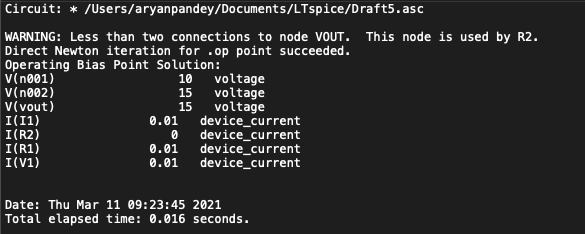 Circuit: * /Users/aryanpandey/Documents/LTspice/Draft5.asc
WARNING: Less than two connections to node VOUT.  This node is used by R2.
Direct Newton iteration for .op point succeeded.
Operating Bias Point Solution:
V(n001) 10 voltage
V(n002) 15 voltage
V(vout) 15 voltage
I(I1) 0.01 device_current
I(R2) 0 device_current
I(R1) 0.01 device_current
I(V1) 0.01 device_current
Date: Thu Mar 11 09:23:45 2021
Total elapsed time: 0.016 seconds.